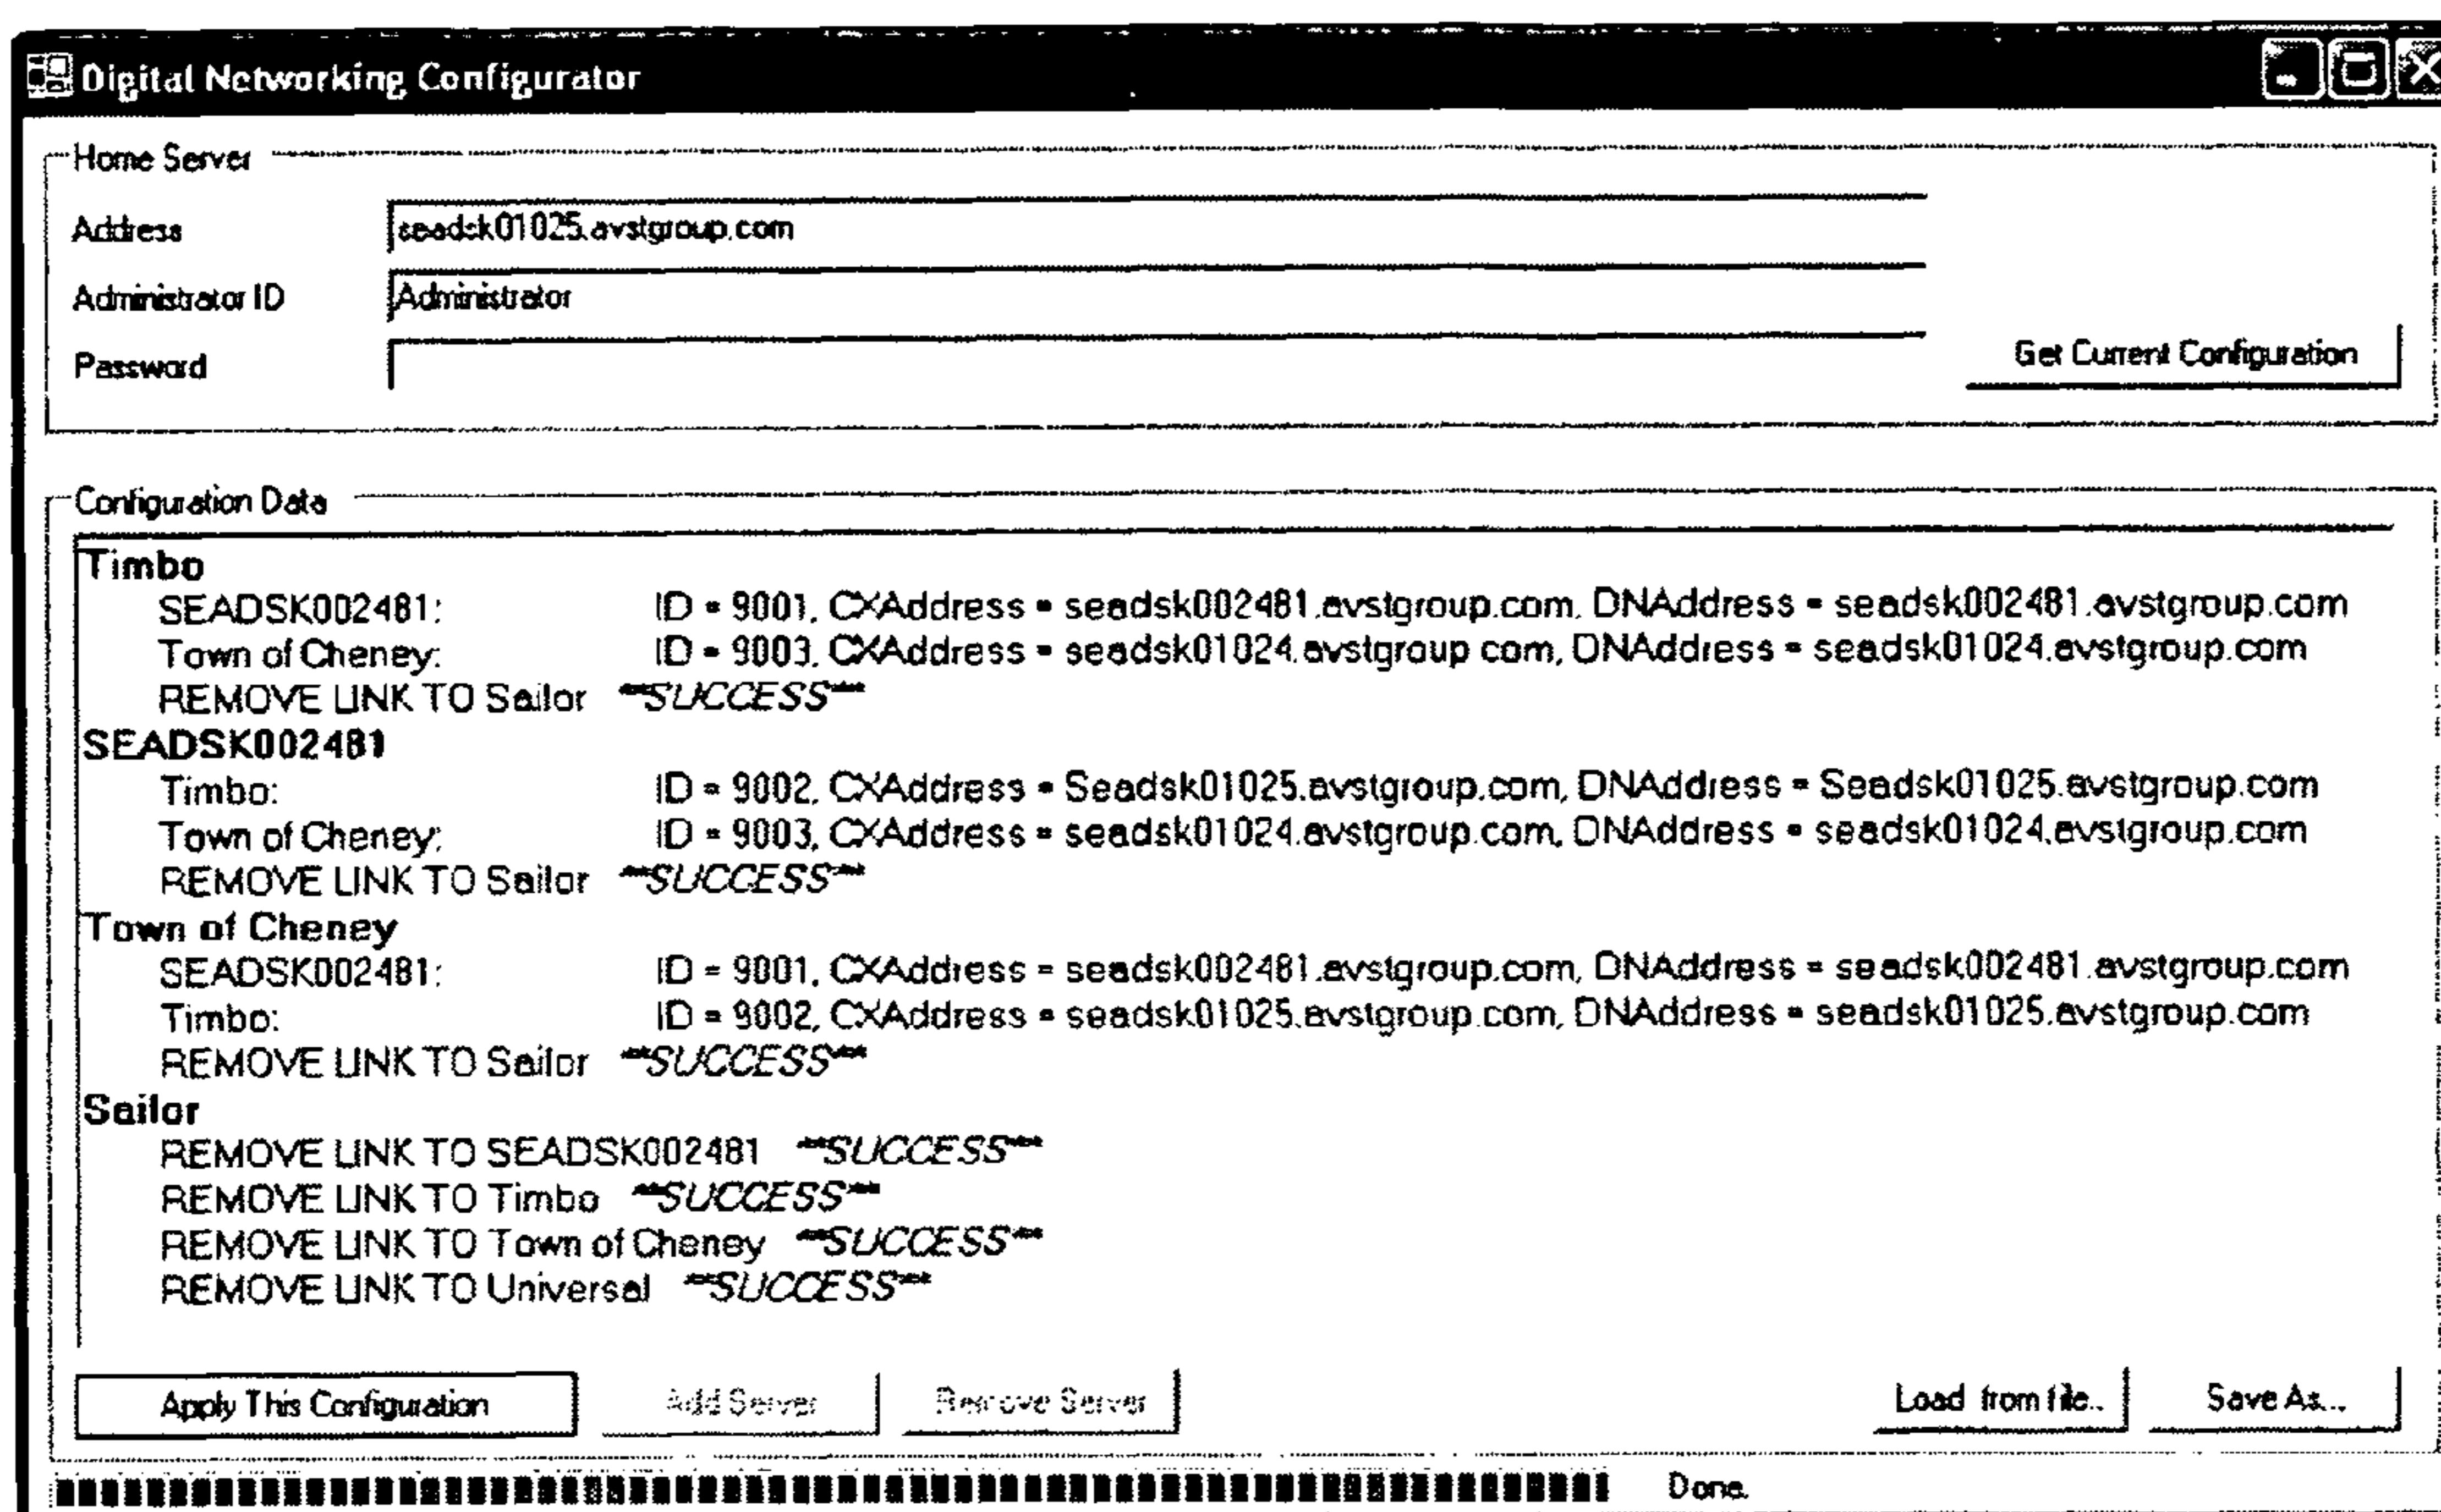 Digital Networking Configurator
Home Server
Address seadsk01025.avstgroup.com
Administrator ID Administrator
Password
Get Current Configuration
Configuration Data
Timbo
SEADSK002481: ID = 9001, CXAddress = seadsk002481.avstgroup.com, DNAddress = seadsk002481.avstgroup.com
Town of Cheney: ID = 9003, CXAddress = seadsk01024.avstgroup.com, DNAddress = seadsk01024.avstgroup.com
REMOVE LINK TO Sailor **SUCCESS**
SEADSK002481
Timbo: ID = 9002, CXAddress = Seadsk01025.avstgroup.com, DNAddress = Seadsk01025.avstgroup.com
Town of Cheney: ID = 9003, CXAddress = seadsk01024.avstgroup.com, DNAddress = seadsk01024.avstgroup.com
REMOVE LINK TO Sailor **SUCCESS**
Town of Cheney
SEADSK002481: ID = 9001, CXAddress = seadsk002481.avstgroup.com, DNAddress = seadsk002481.avstgroup.com
Timbo: ID = 9002, CXAddress = seadsk01025.avstgroup.com, DNAddress = seadsk01025.avstgroup.com
REMOVE LINK TO Sailor **SUCCESS**
Sailor
REMOVE LINK TO SEADSK002481 **SUCCESS**
REMOVE LINK TO Timbo **SUCCESS**
REMOVE LINK TO Town of Cheney **SUCCESS**
REMOVE LINK TO Universal **SUCCESS**
Apply This Configuration Add Server Remove Server Load from file.. Save As...
Done.